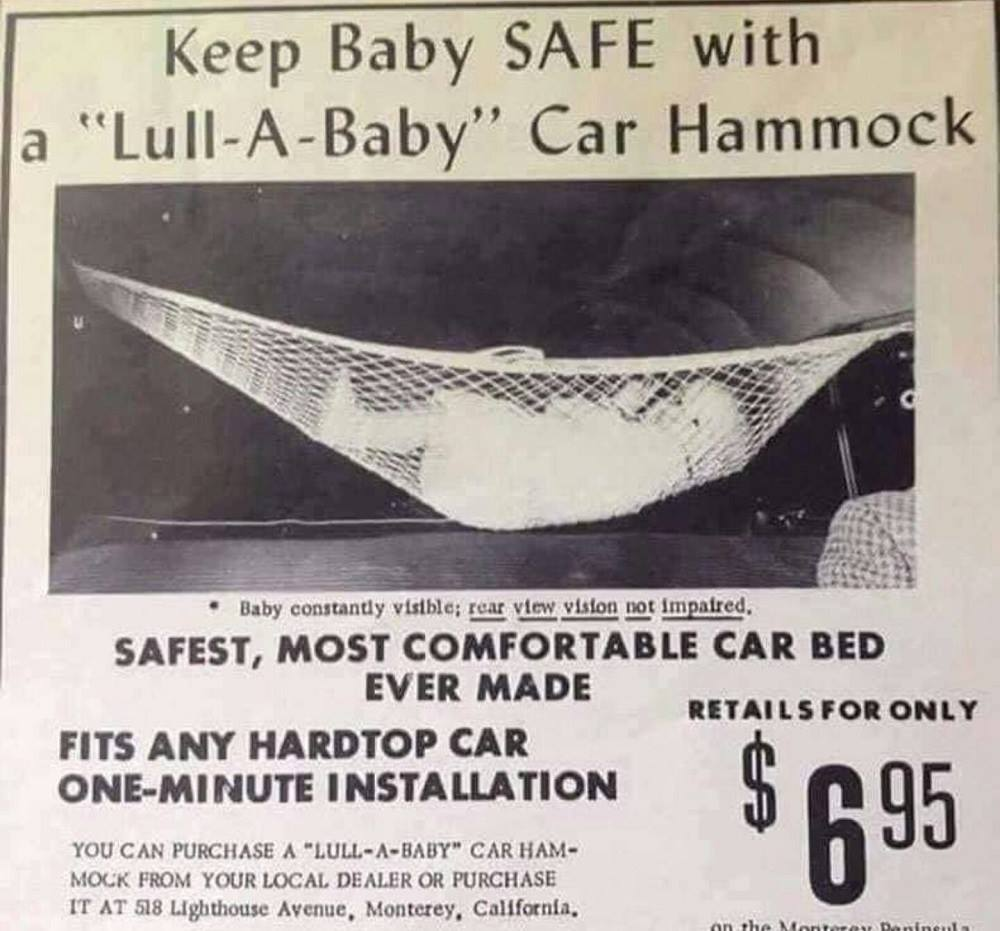 Keep Baby SAFE with
a “Lull-A-Baby” Car Hammock
* Baby constantly visible; rear view vision not impaired.
SAFEST, MOST COMFORTABLE CAR BED
EVER MADE
RETAILS FOR ONLY
FITS ANY HARDTOP CAR
ONE-MINUTE INSTALLATION
$6 95
YOU CAN PURCHASE A "LULL-A-BABY" CAR HAM-
MOCK FROM YOUR LOCAL DEALER OR PURCHASE
IT AT 518 Lighthouse Avenue, Monterey, California.
on the Monterey Peninsula